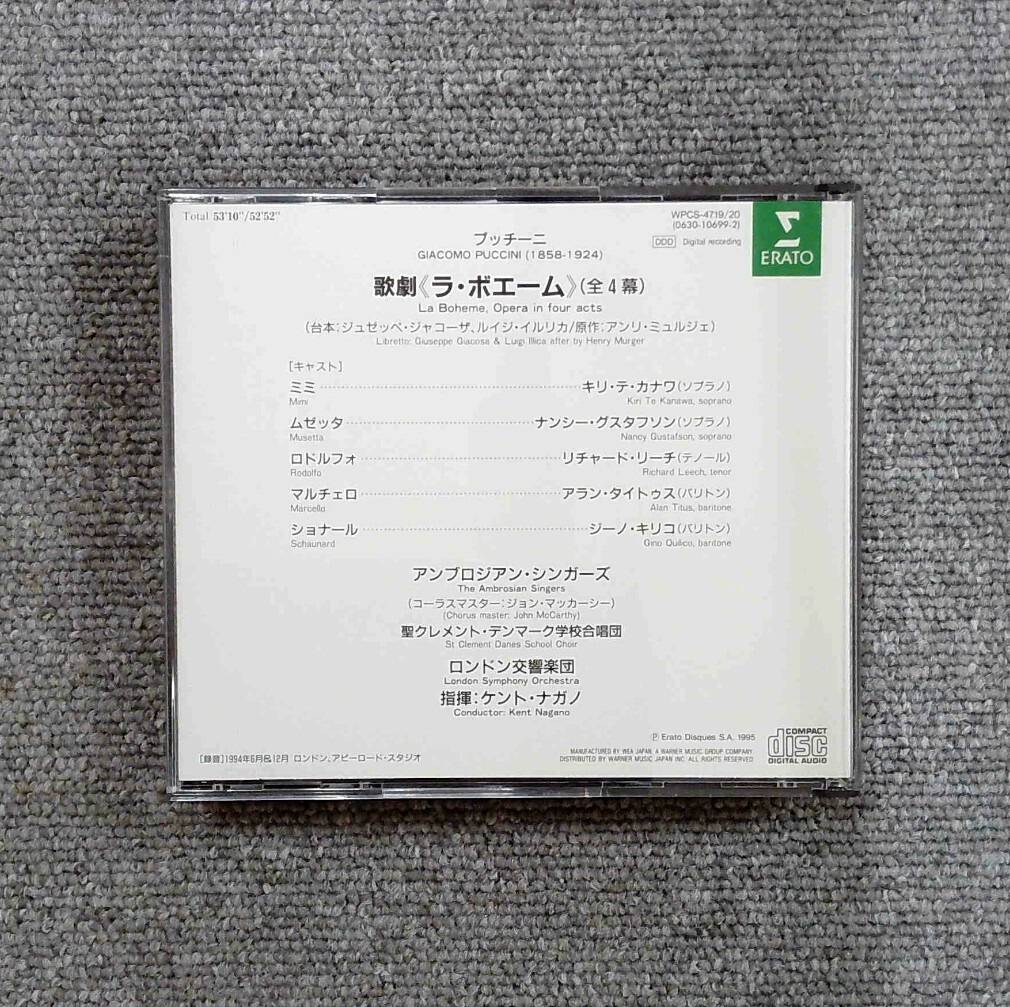 Total 53'10"/52'52"
WPCS-4719/20
(0630-10699-2)
DDD Digital recording
ERATO
プッチーニ
GIACOMO PUCCINI (1858-1924)
歌劇《ラ・ボエーム》(全4幕)
La Boheme, Opera in four acts
(台本:ジュゼッペ・ジャコーザ、ルイジ・イルリカ/原作:アンリ・ミュルジェ)
Libretto: Giuseppe Giacosa & Luigi Illica after by Henry Murger
[キャスト]
ミミ キリ・テ・カナワ(ソプラノ)
Mimi Kiri Te Kanawa, soprano
ムゼッタ ナンシー・グスタフソン(ソプラノ)
Musetta Nancy Gustafson, soprano
ロドルフォ リチャード・リーチ(テノール)
Rodolfo Richard Leech, tenor
マルチェロ アラン・タイトゥス(バリトン)
Marcello Alan Titus, baritone
ショナール ジーノ・キリコ(バリトン)
Schaunard Gino Quilico, baritone
アンブロジアン・シンガーズ
The Ambrosian Singers
(コーラスマスター:ジョン・マッカーシー)
(Chorus master: John McCarthy)
聖クレメント・デンマーク学校合唱団
St Clement Danes School Choir
ロンドン交響楽団
London Symphony Orchestra
指揮:ケント・ナガノ
Conductor: Kent Nagano
℗ Erato Disques S.A. 1995
MANUFACTURED BY WEA JAPAN, A WARNER MUSIC GROUP COMPANY.
DISTRIBUTED BY WARNER MUSIC JAPAN INC. ALL RIGHTS RESERVED
[録音]1994年6月&12月 ロンドン、アビーロード・スタジオ
COMPACT
disc
DIGITAL AUDIO